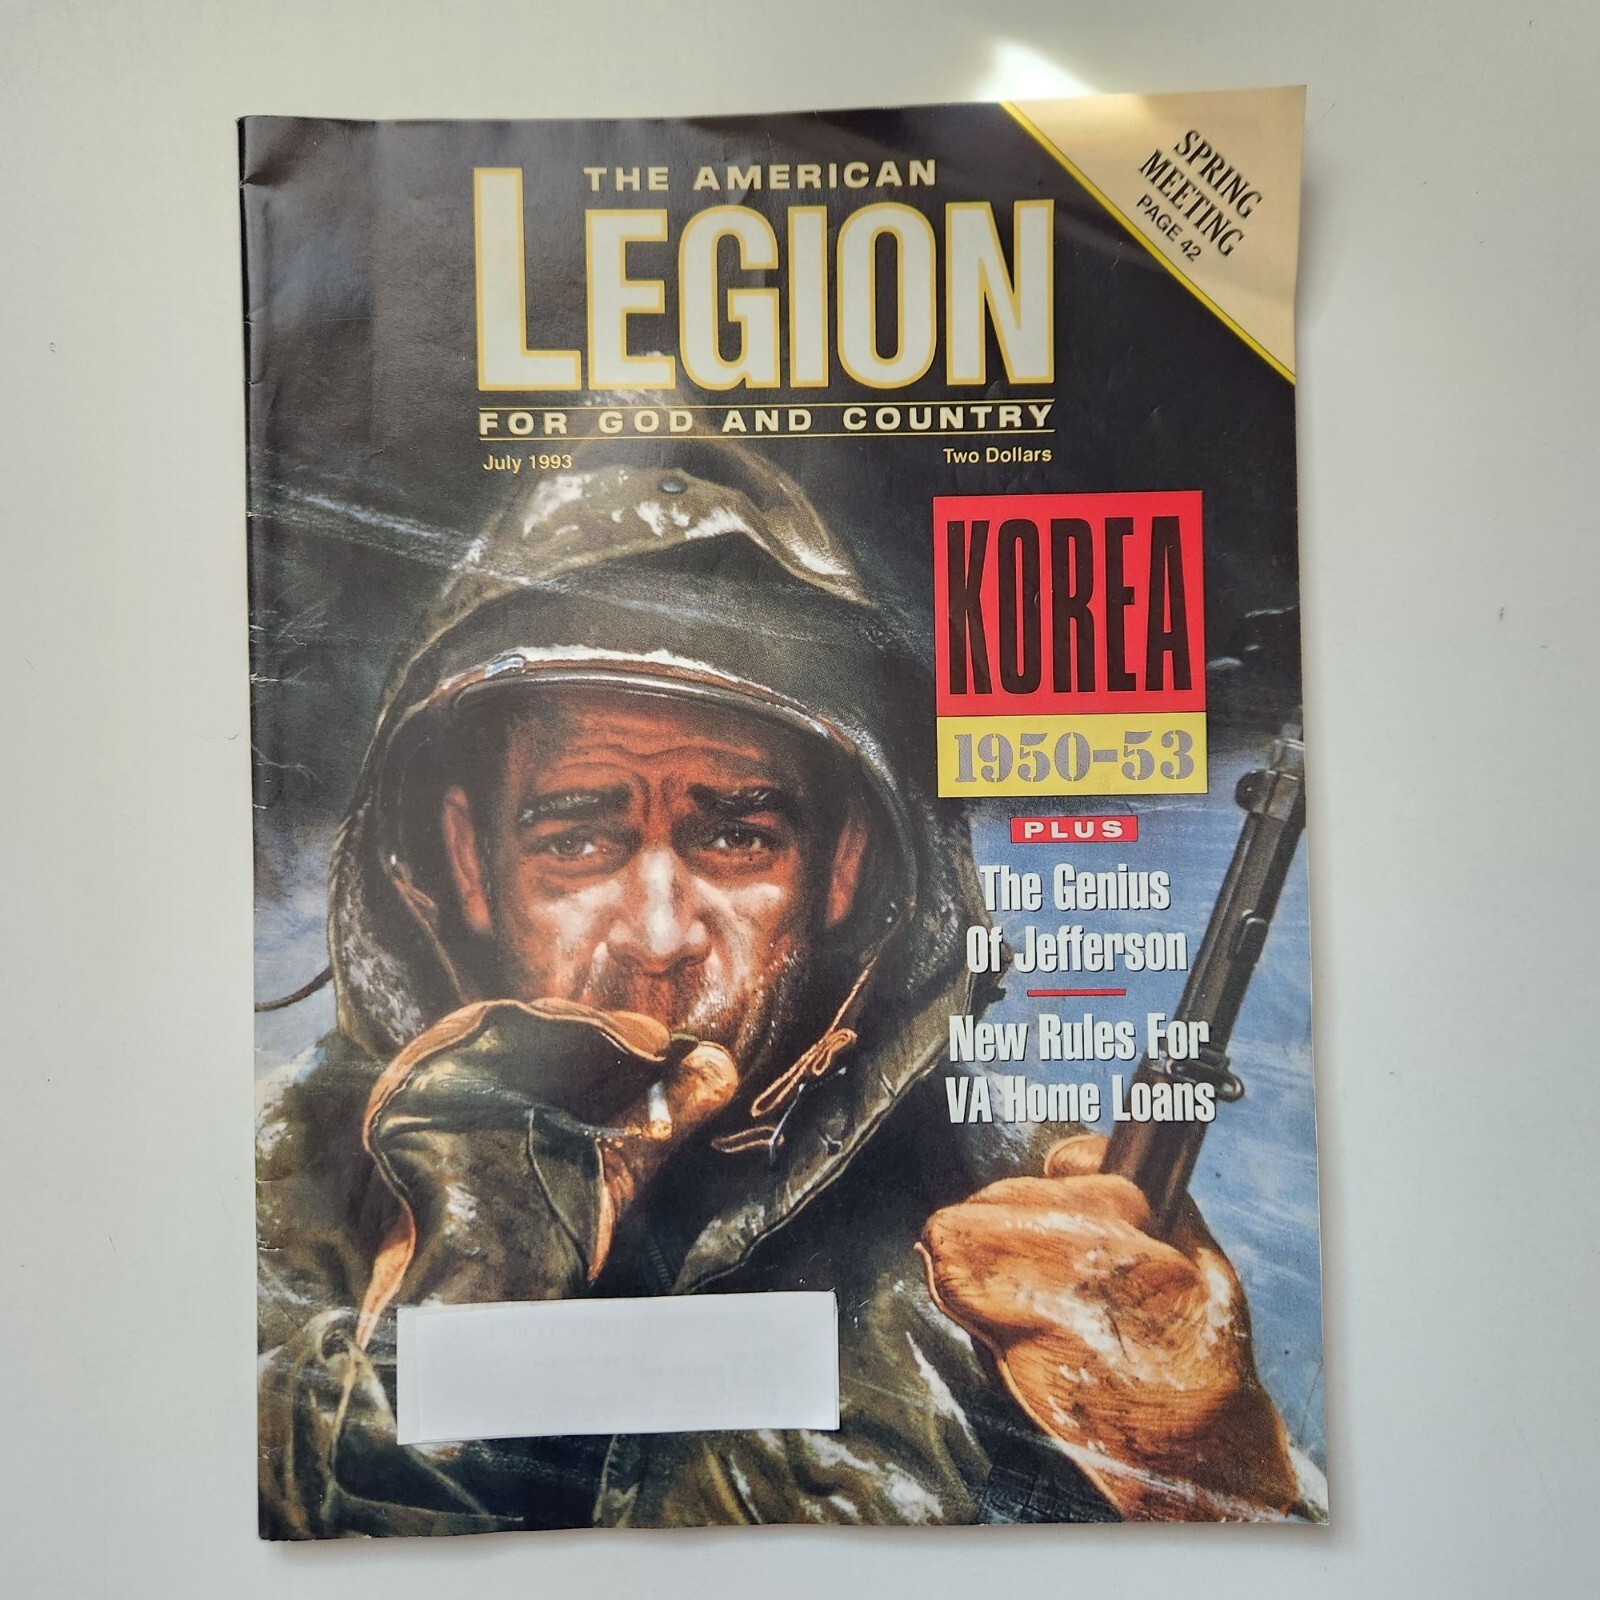 SPRING
MEETING
PAGE 42
THE AMERICAN
LEGION
FOR GOD AND COUNTRY
July 1993
Two Dollars
KOREA
1950-53
PLUS
The Genius
Of Jefferson
New Rules For
VA Home Loans